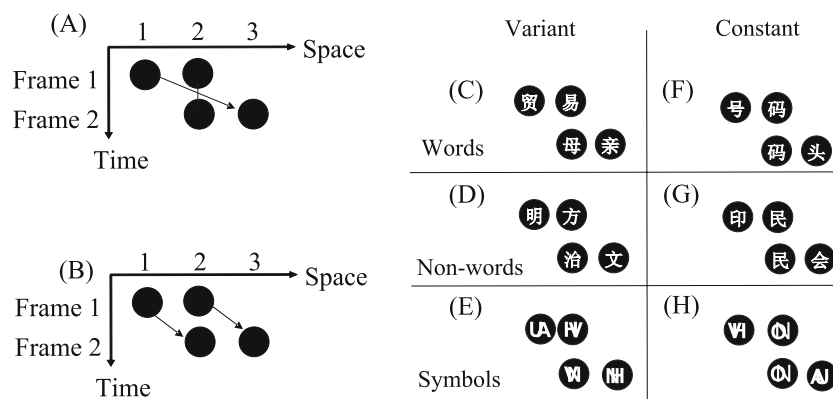 (A)
1 2 3
Space
Frame 1
Frame 2
Time
(B)
1 2 3
Space
Frame 1
Frame 2
Time
Variant Constant
(C)
贸 易
母 亲
Words
(F)
号 码
码 头
(D)
明 方
治 文
Non-words
(G)
印 民
民 会
(E)
Symbols
(H)